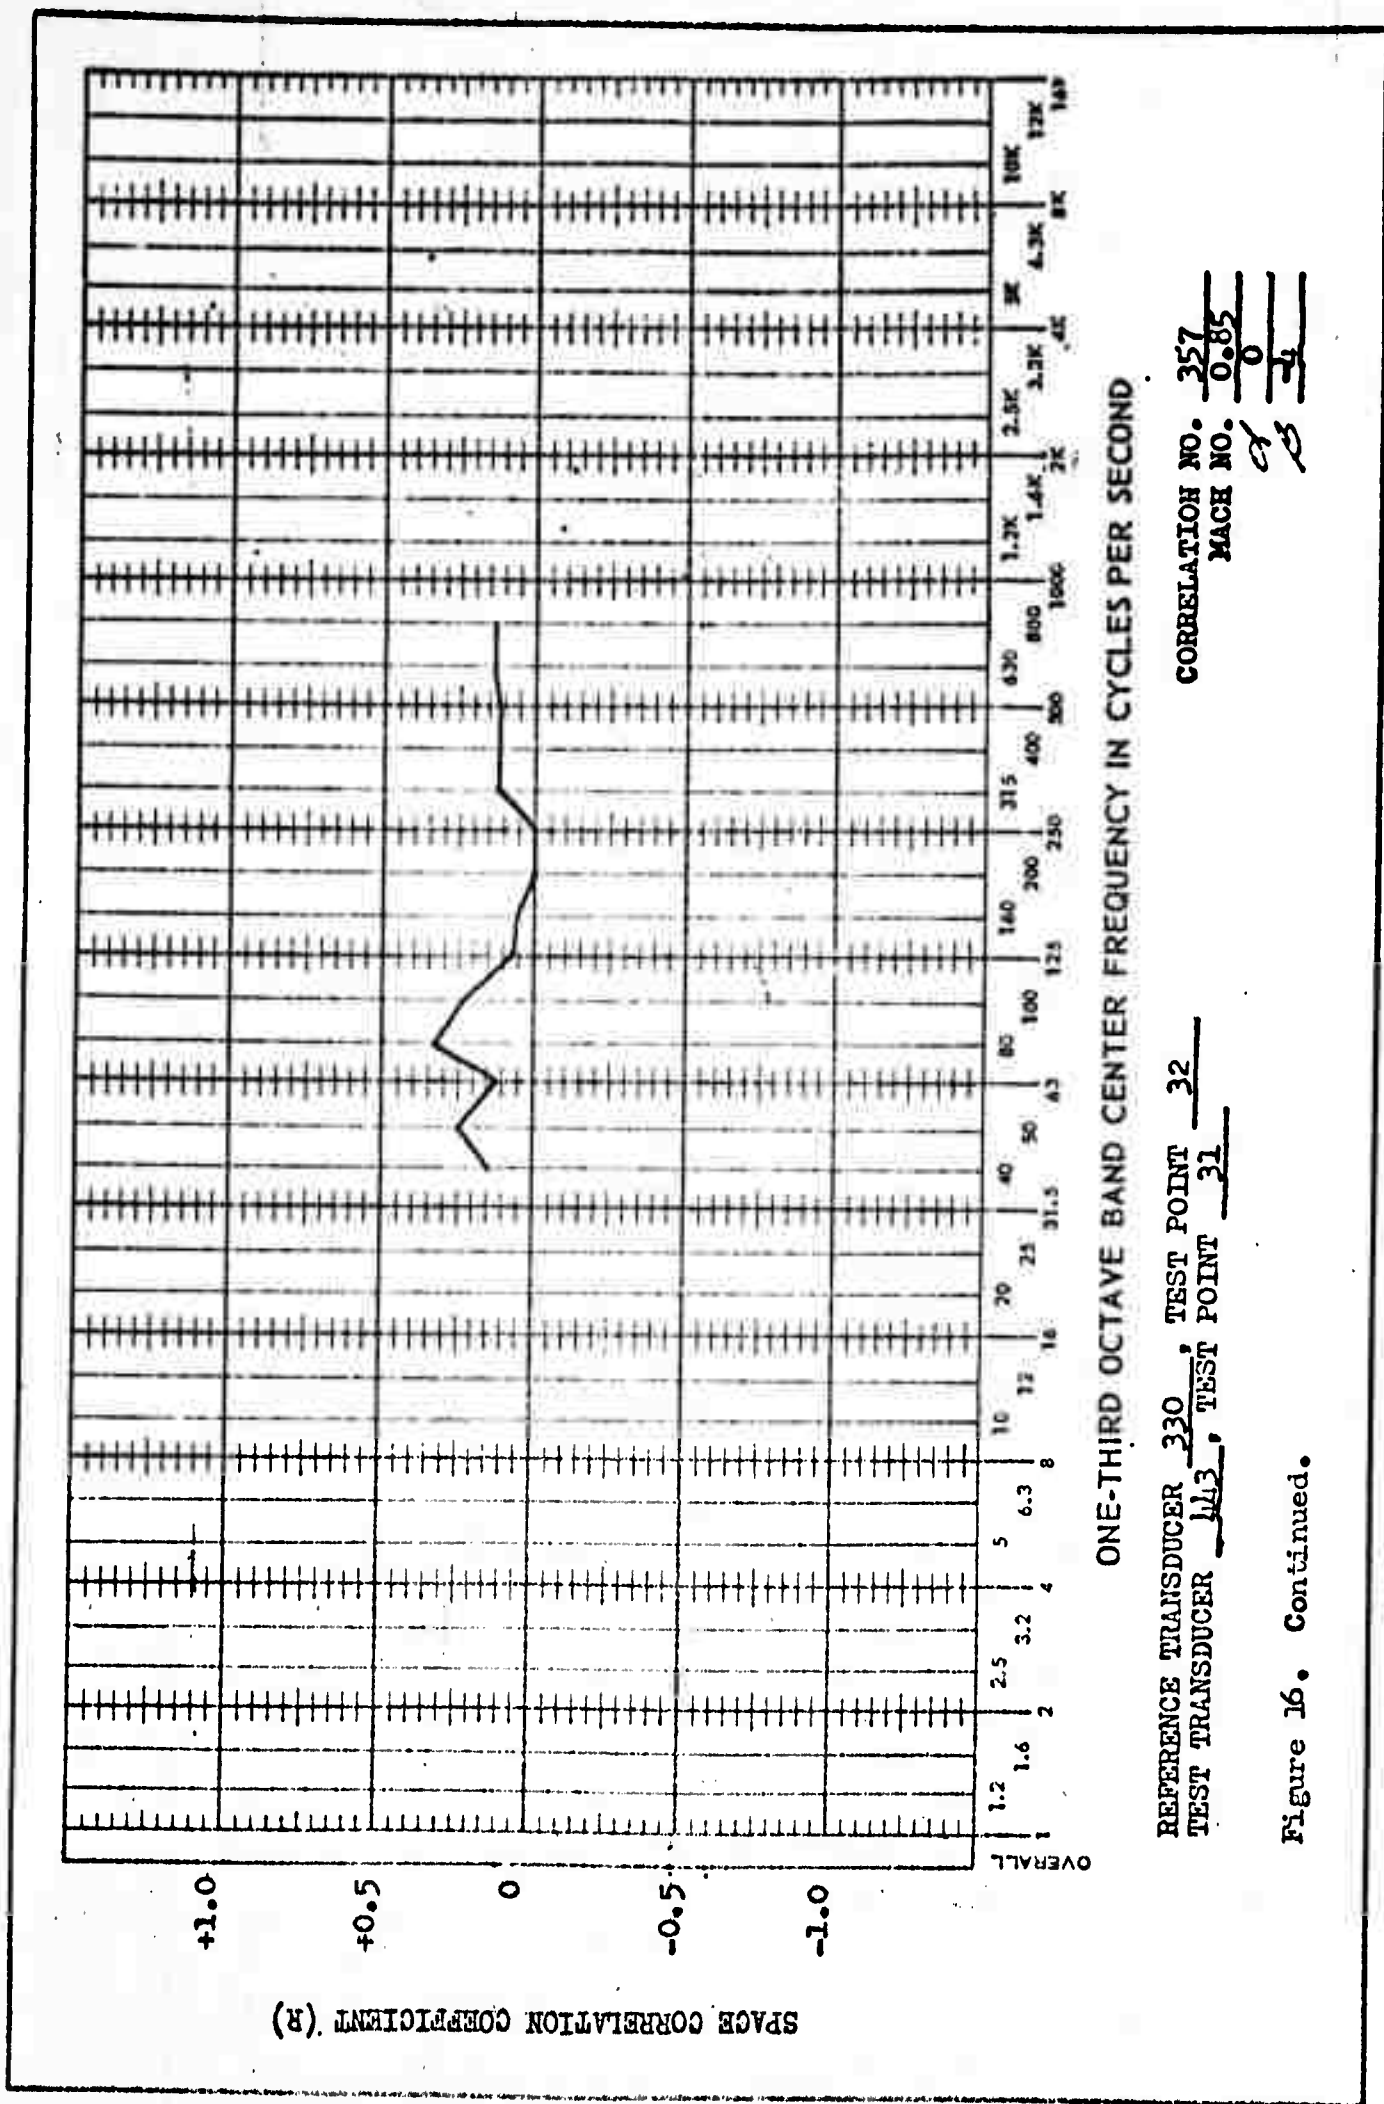 SPACE CORRELATION COEFFICIENT (R)
+1.0
+0.5
0
-0.5
-1.0
OVERALL
1 1.2 1.6 2 2.5 3.2 4 5 6.3 8 10 12 16 20 25 31.5 40 50 63 80 100 125 160 200 250 315 400 500 630 800 1000 1.2K 1.6K 2K 2.5K 3.2K 4K 5K 6.3K 8K 10K 12K 16K
ONE-THIRD OCTAVE BAND CENTER FREQUENCY IN CYCLES PER SECOND
REFERENCE TRANSDUCER 330, TEST POINT 32
TEST TRANSDUCER 443, TEST POINT 31
CORRELATION NO. 357
MACH NO. 0.85
α 0
β -4
Figure 16. Continued.